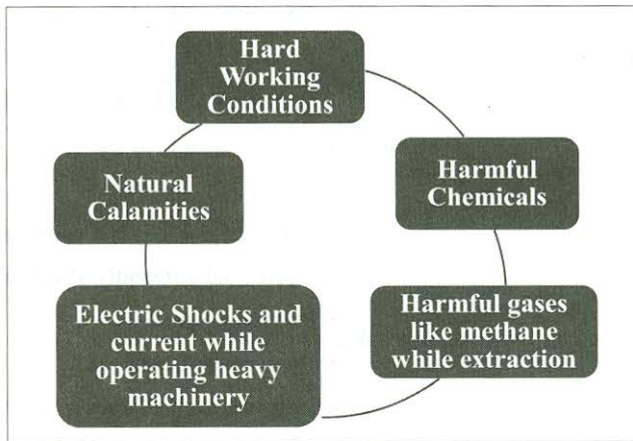 Hard
Working
Conditions
Harmful
Chemicals
Harmful gases
like methane
while extraction
Electric Shocks and
current while
operating heavy
machinery
Natural
Calamities